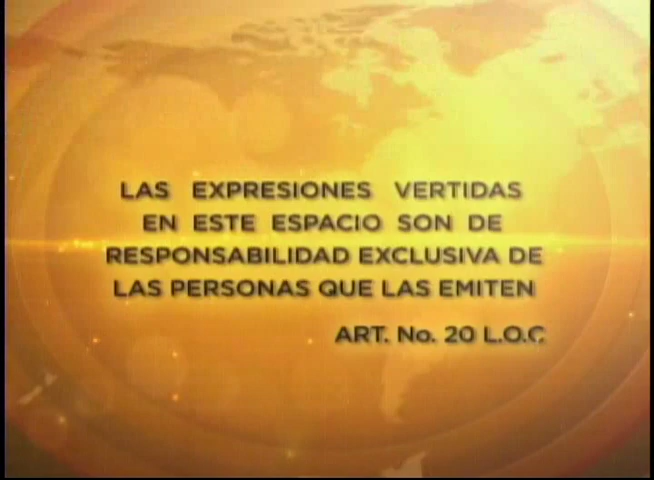 LAS EXPRESIONES VERTIDAS
EN ESTE ESPACIO SON DE
RESPONSABILIDAD EXCLUSIVA DE
LAS PERSONAS QUE LAS EMITEN
ART. No. 20 L.O.C